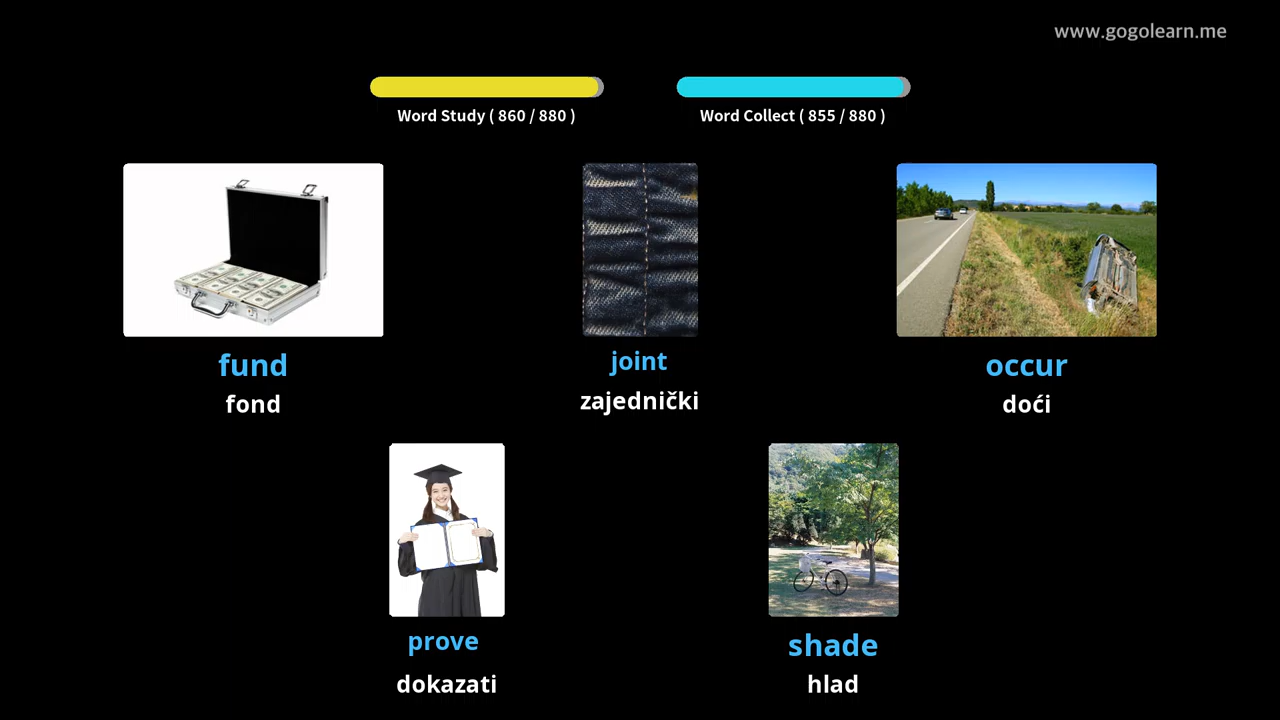 www.gogolearn.me
Word Study ( 860 / 880 )
Word Collect ( 855 / 880 )
fund
fond
joint
zajednički
occur
doći
prove
dokazati
shade
hlad